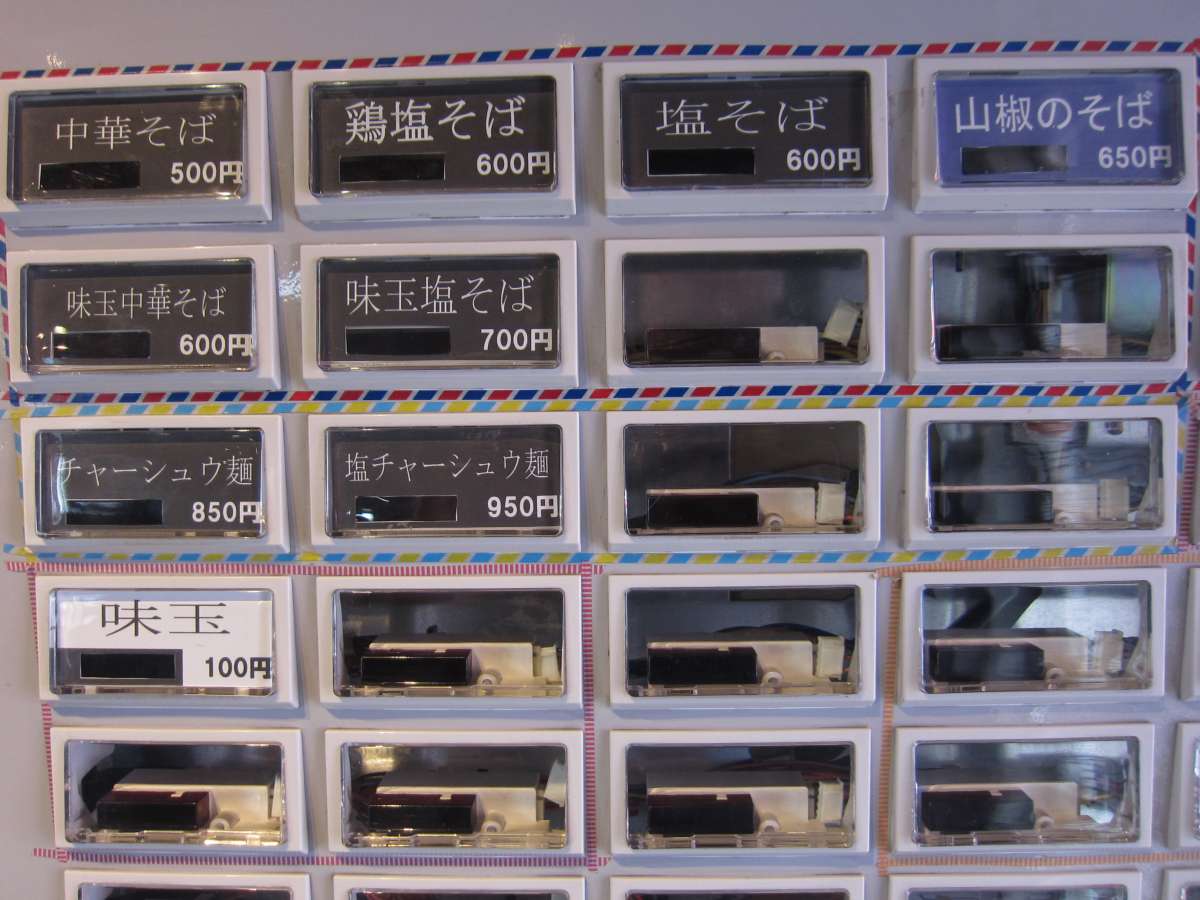 中華そば
500円
鶏塩そば
600円
塩そば
600円
山椒のそば
650円
味玉中華そば
600円
味玉塩そば
700円
チャーシュウ麺
850円
塩チャーシュウ麺
950円
味玉
100円